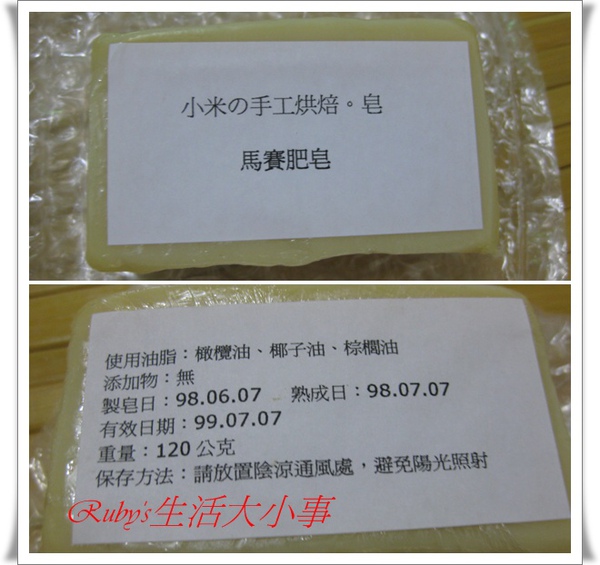 小米の手工烘焙。皂
馬賽肥皂
使用油脂：橄欖油、椰子油、棕櫚油
添加物：無
製皂日：98.06.07 熟成日：98.07.07
有效日期：99.07.07
重量：120 公克
保存方法：請放置陰涼通風處，避免陽光照射
Ruby's生活大小事